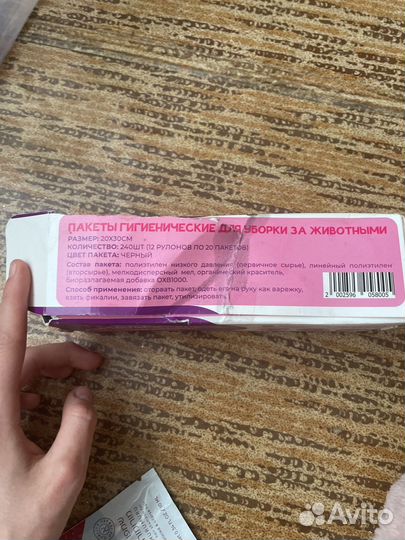 ПАКЕТЫ ГИГИЕНИЧЕСКИЕ ДЛЯ УБОРКИ ЗА ЖИВОТНЫМИ
РАЗМЕР: 20Х30СМ
КОЛИЧЕСТВО: 240ШТ (12 РУЛОНОВ ПО 20 ПАКЕТОВ)
ЦВЕТ ПАКЕТА: ЧЕРНЫЙ
Состав пакета: полиэтилен низкого давления (первичное сырье), линейный полиэтилен
(вторсырье), мелкодисперсный мел, органический краситель,
биоразлагаемая добавка ОХВ1000.
Способ применения: оторвать пакет, одеть его на руку как варежку,
взять фикалии, завязать пакет, утилизировать.
2 002596 058005
Avito